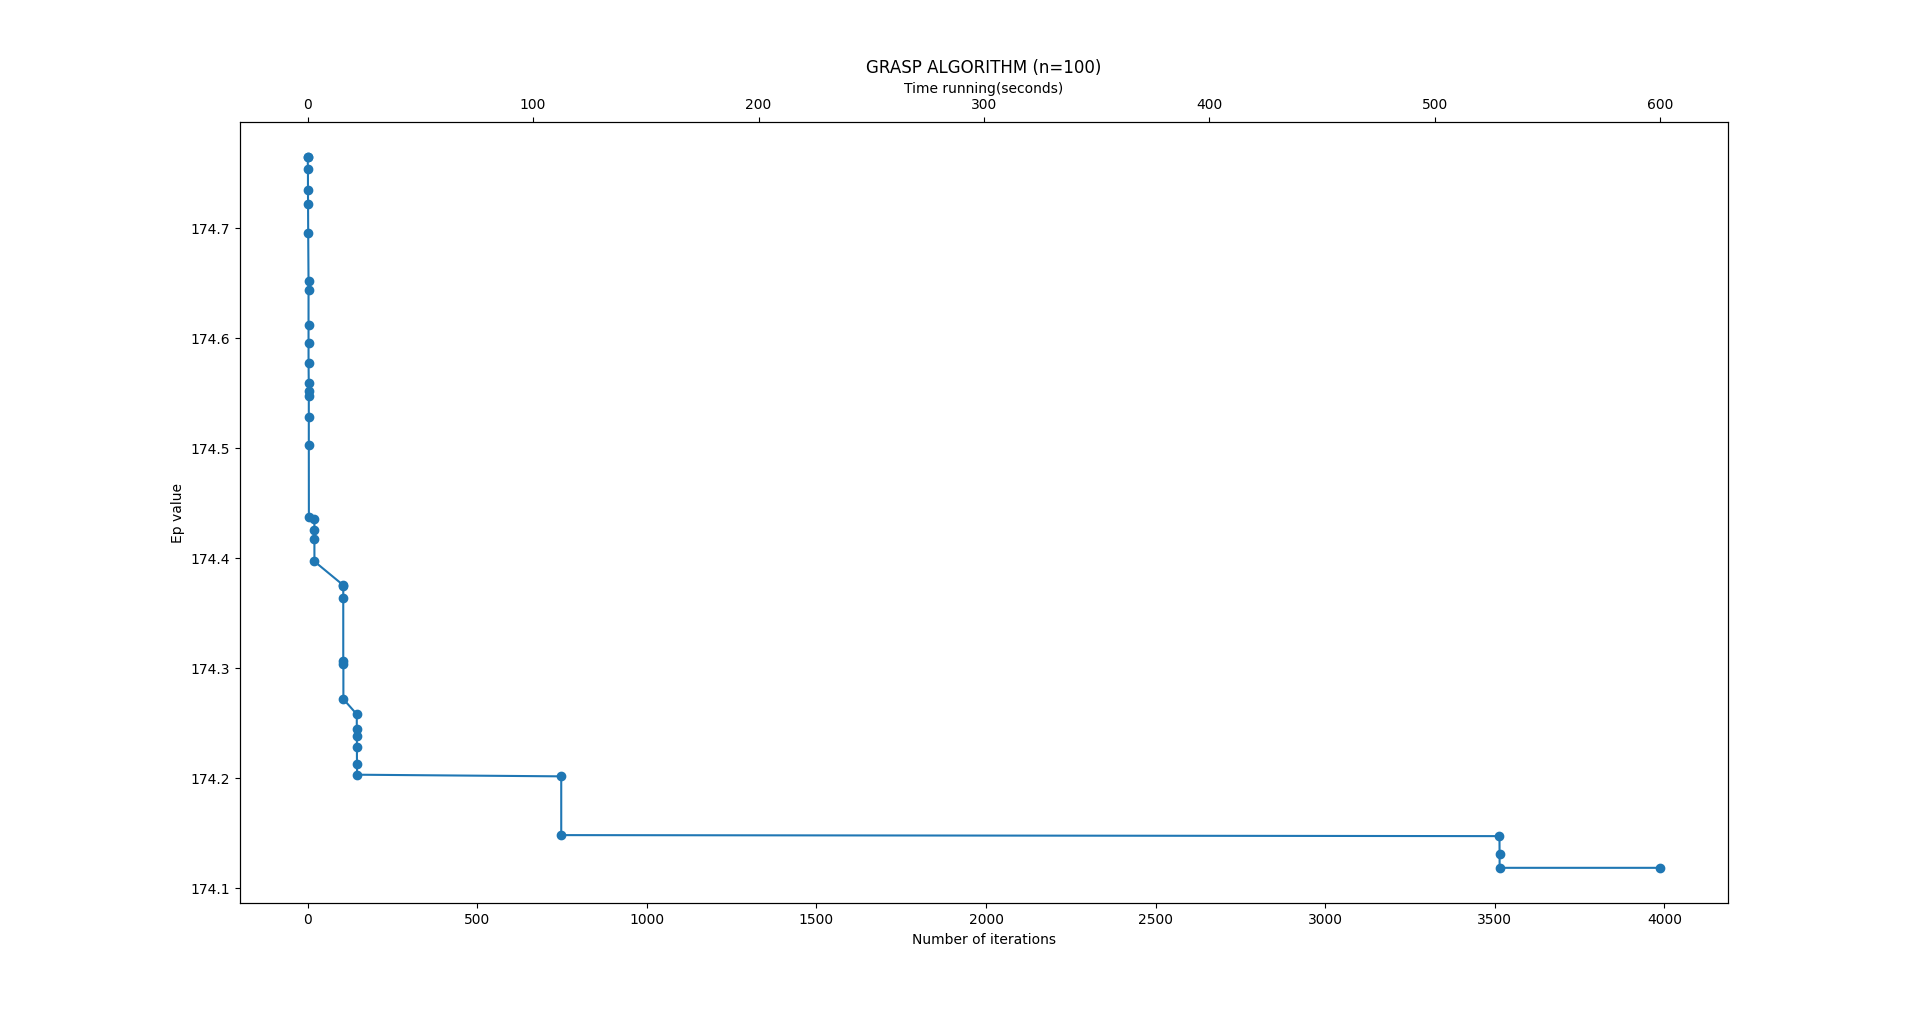 GRASP ALGORITHM (n=100)
Time running(seconds)
0 100 200 300 400 500 600
174.7
174.6
174.5
174.4
174.3
174.2
174.1
Ep value
0 500 1000 1500 2000 2500 3000 3500 4000
Number of iterations